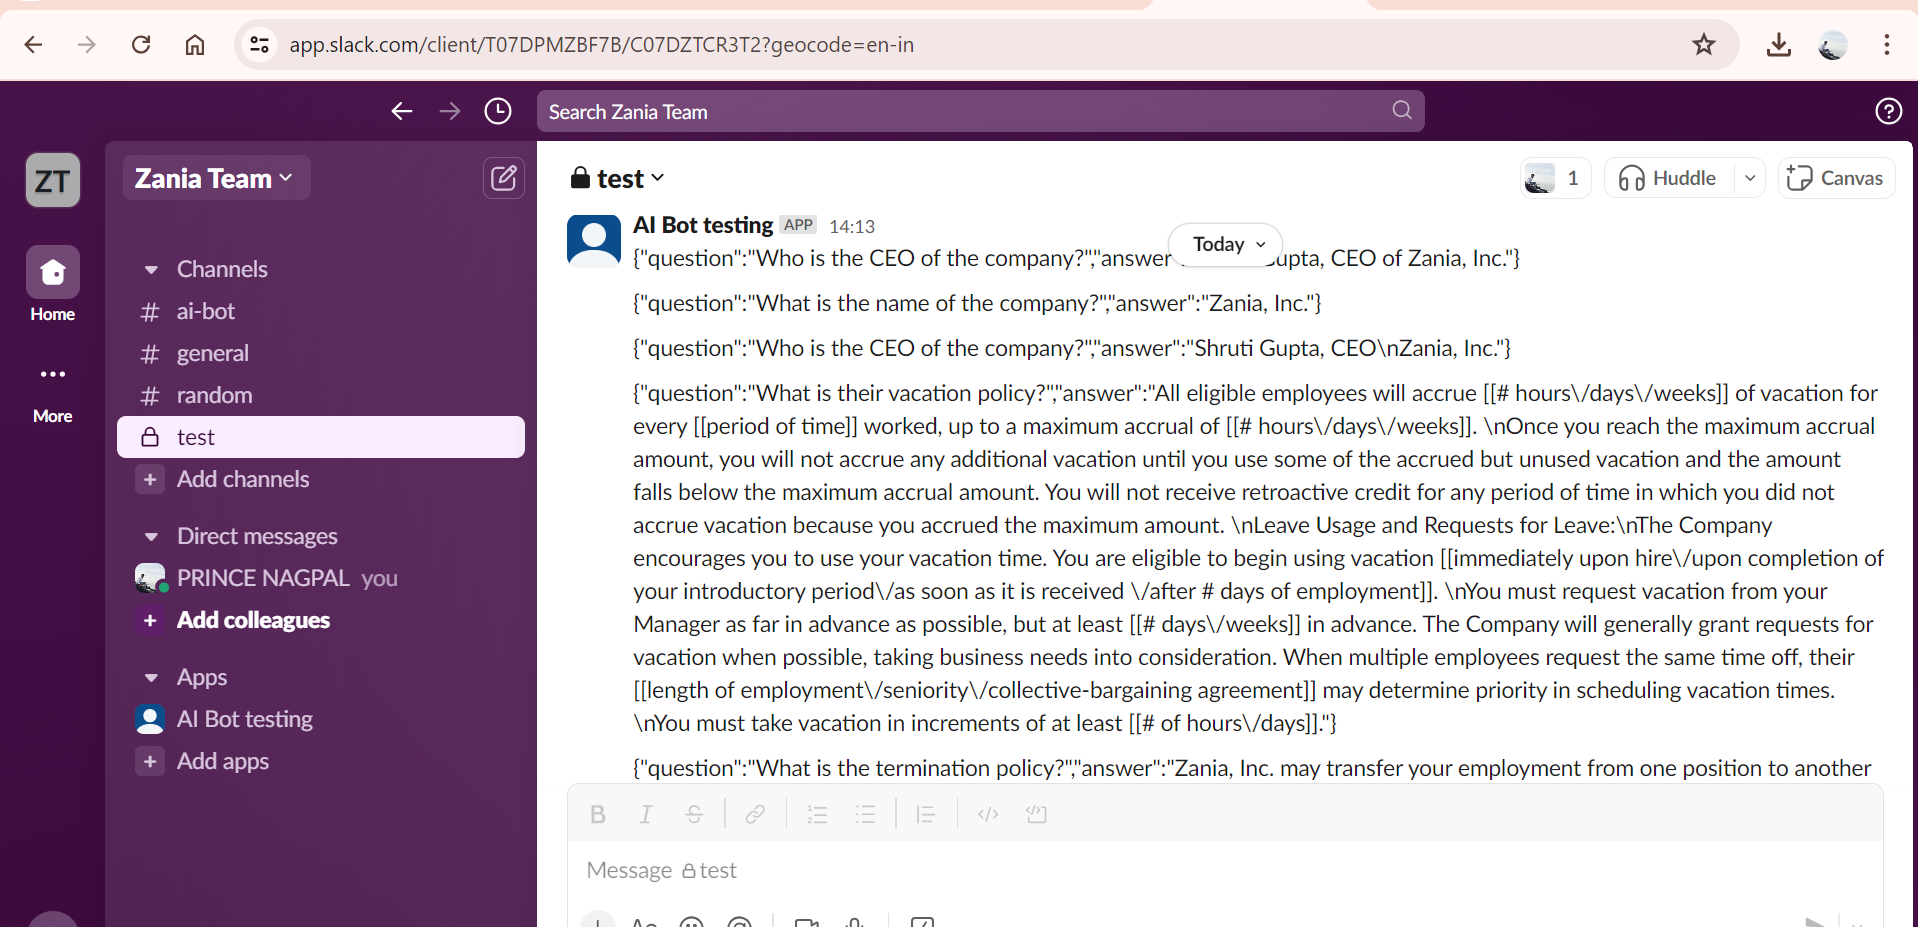 app.slack.com/client/T07DPMZBF7B/C07DZTCR3T2?geocode=en-in
Search Zania Team
ZT
Zania Team
test
1
Huddle
Canvas
Home
More
Channels
# ai-bot
# general
# random
test
+ Add channels
Direct messages
PRINCE NAGPAL you
+ Add colleagues
Apps
AI Bot testing
+ Add apps
AI Bot testing APP 14:13
Today
{"question":"Who is the CEO of the company?","answer upta, CEO of Zania, Inc."}
{"question":"What is the name of the company?","answer":"Zania, Inc."}
{"question":"Who is the CEO of the company?","answer":"Shruti Gupta, CEO\nZania, Inc."}
{"question":"What is their vacation policy?","answer":"All eligible employees will accrue [[# hours\/days\/weeks]] of vacation for
every [[period of time]] worked, up to a maximum accrual of [[# hours\/days\/weeks]]. \nOnce you reach the maximum accrual
amount, you will not accrue any additional vacation until you use some of the accrued but unused vacation and the amount
falls below the maximum accrual amount. You will not receive retroactive credit for any period of time in which you did not
accrue vacation because you accrued the maximum amount. \nLeave Usage and Requests for Leave:\nThe Company
encourages you to use your vacation time. You are eligible to begin using vacation [[immediately upon hire\/upon completion of
your introductory period\/as soon as it is received \/after # days of employment]]. \nYou must request vacation from your
Manager as far in advance as possible, but at least [[# days\/weeks]] in advance. The Company will generally grant requests for
vacation when possible, taking business needs into consideration. When multiple employees request the same time off, their
[[length of employment\/seniority\/collective-bargaining agreement]] may determine priority in scheduling vacation times.
\nYou must take vacation in increments of at least [[# of hours\/days]]."}
{"question":"What is the termination policy?","answer":"Zania, Inc. may transfer your employment from one position to another
B I S
Message test
Aa